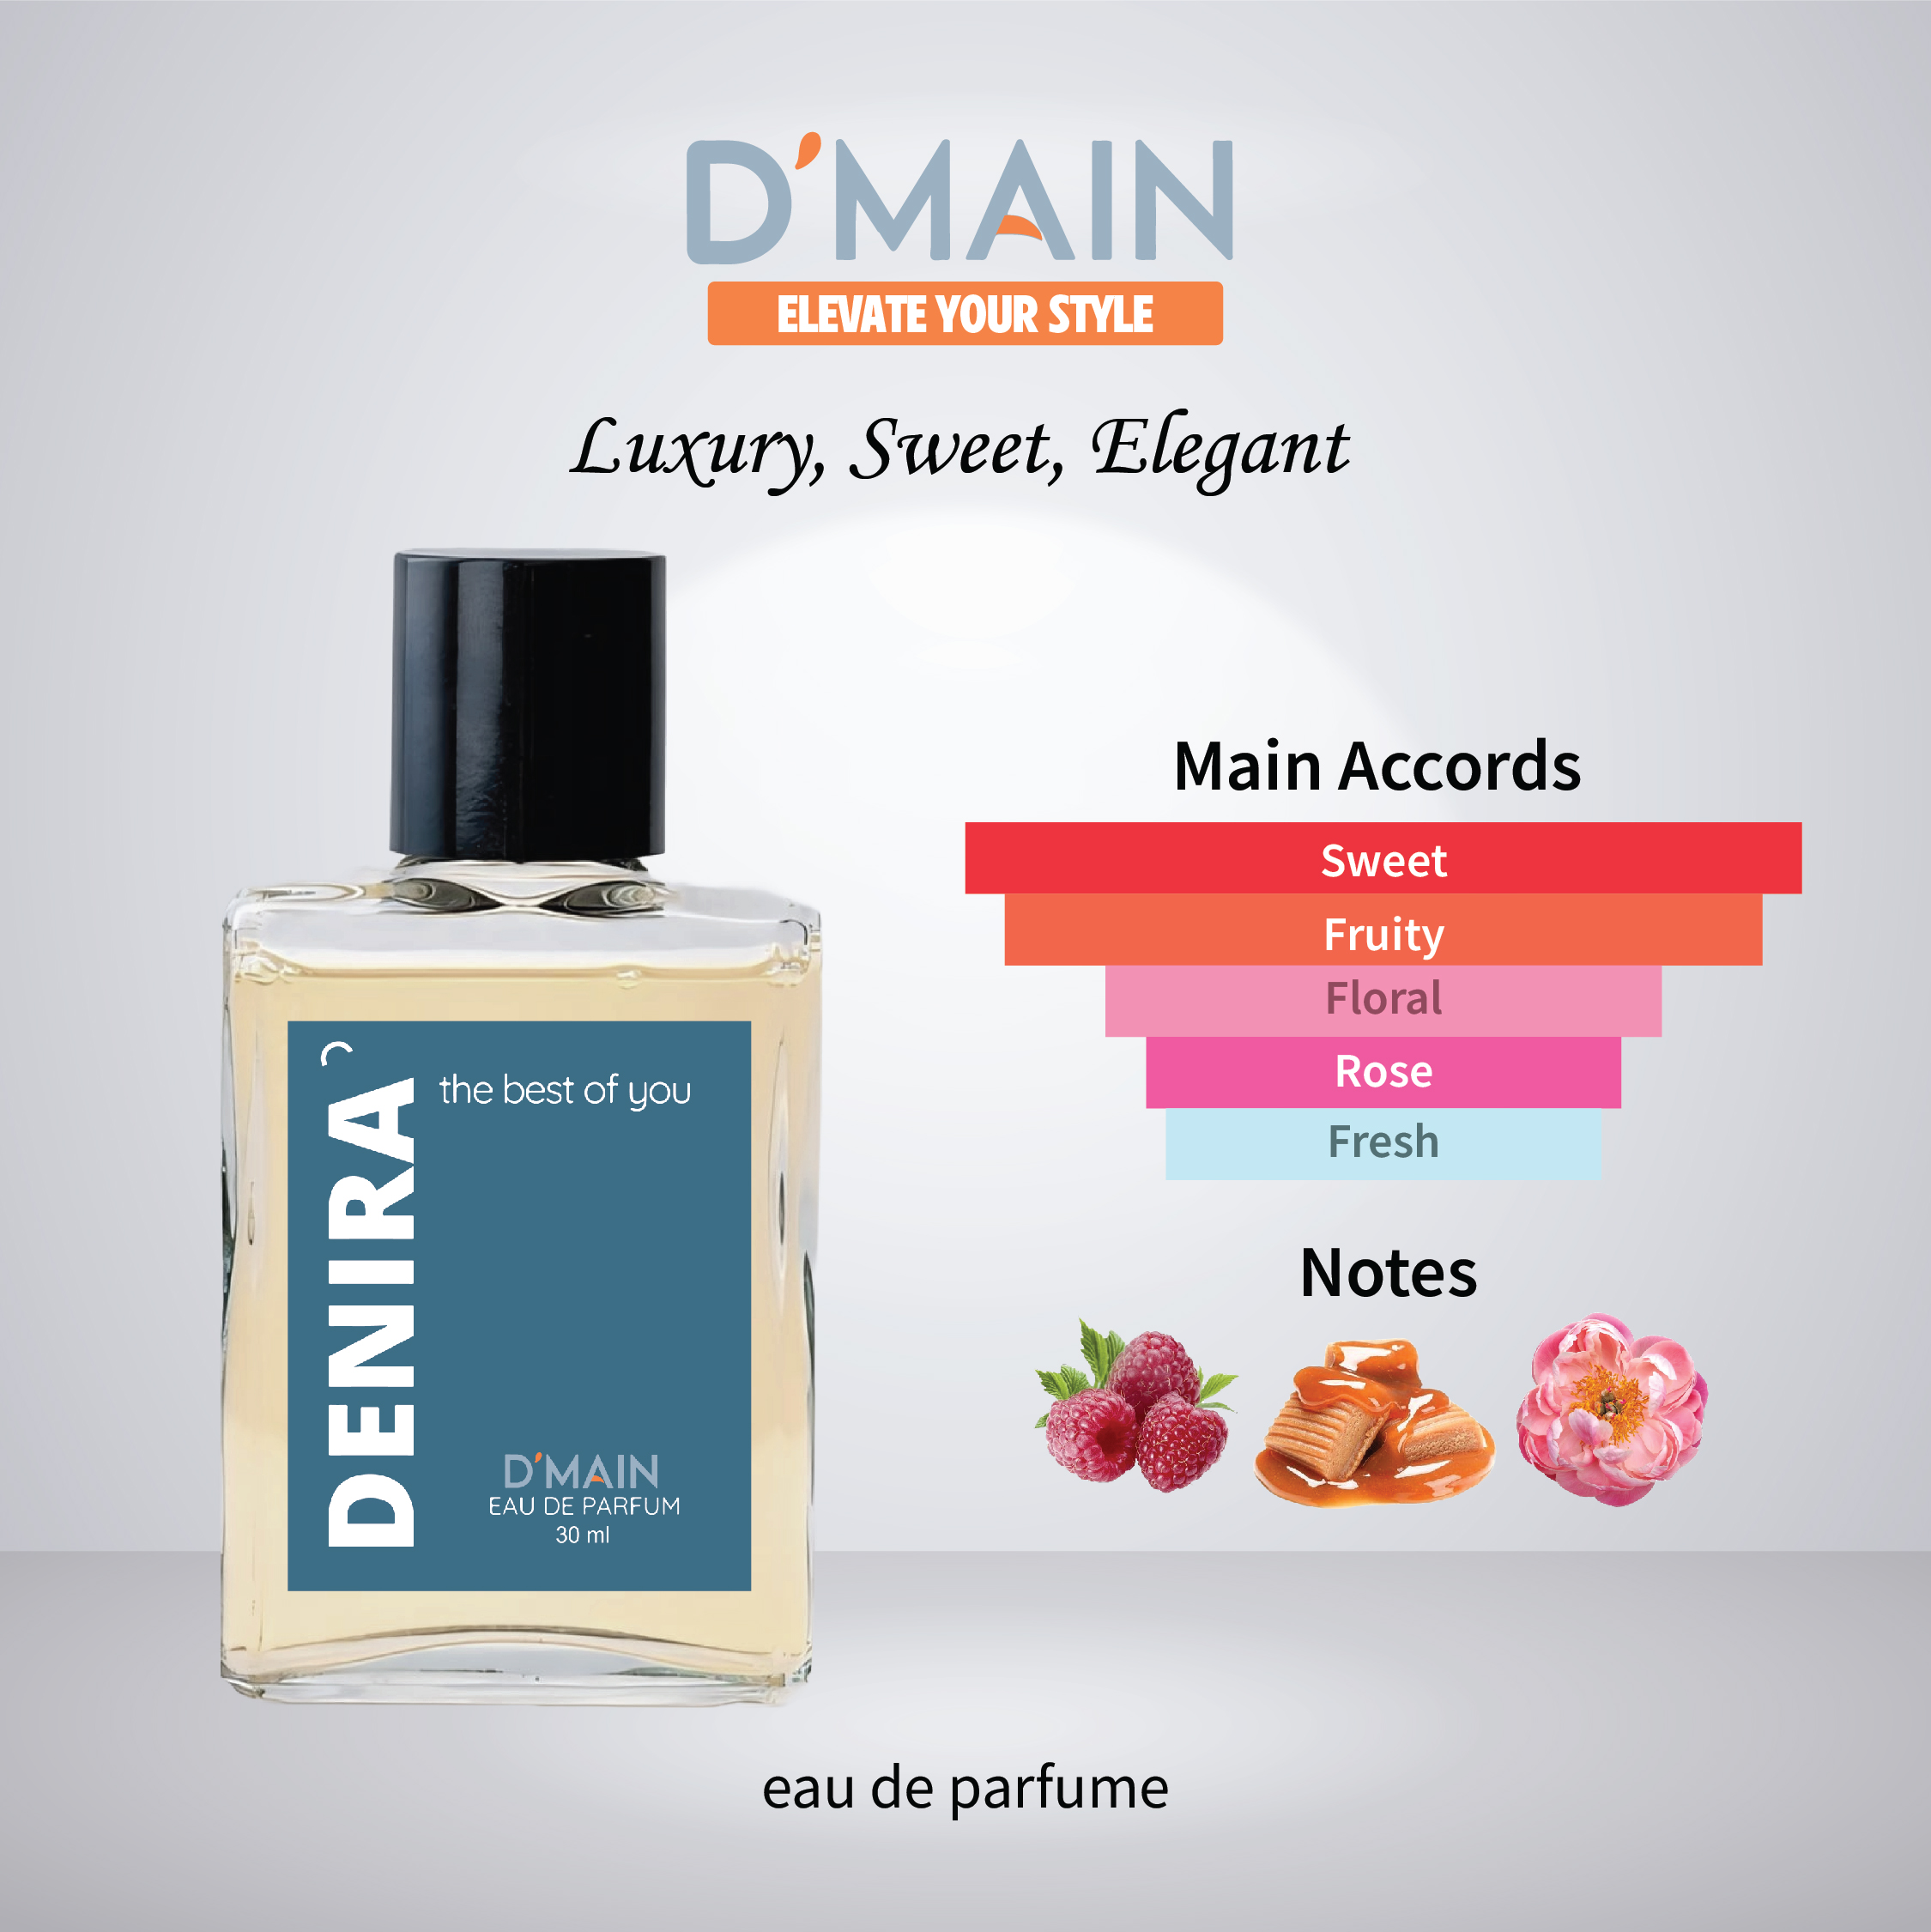 D'MAIN
ELEVATE YOUR STYLE
Luxury, Sweet, Elegant
DENIRA
the best of you
D'MAIN
EAU DE PARFUM
30 ml
Main Accords
Sweet
Fruity
Floral
Rose
Fresh
Notes
eau de parfume